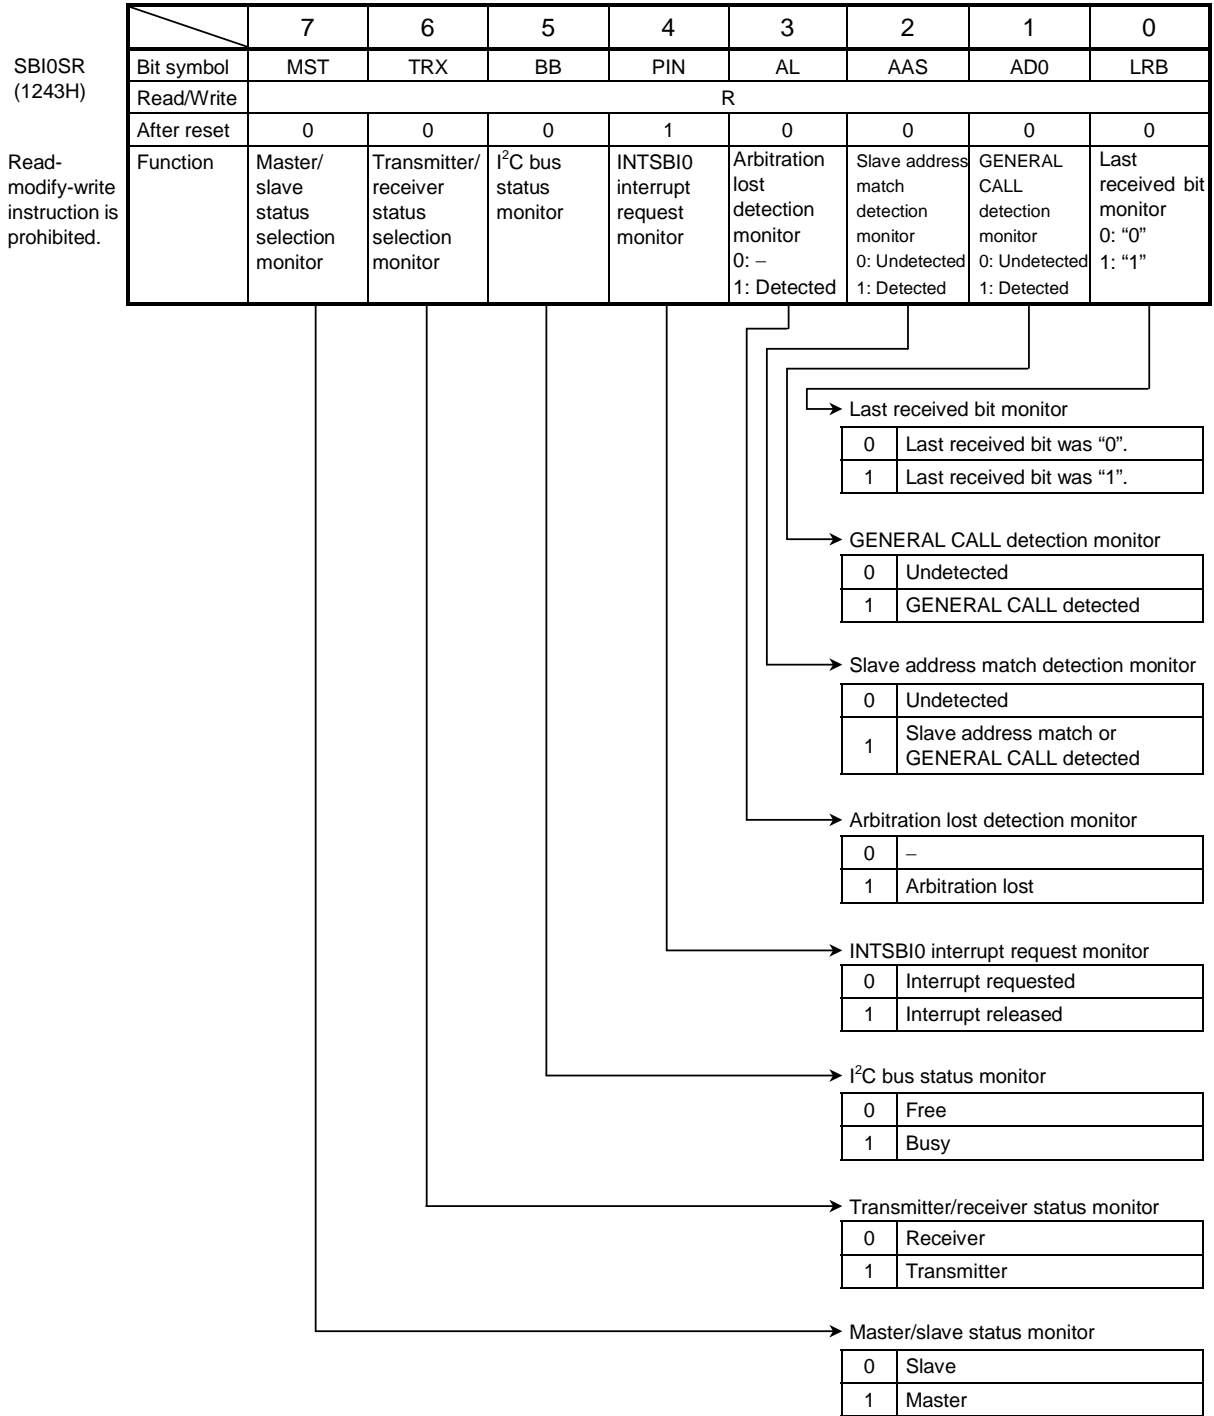 7 6 5 4 3 2 1 0
SBI0SR
(1243H)
Bit symbol MST TRX BB PIN AL AAS AD0 LRB
Read/Write R
After reset 0 0 0 1 0 0 0 0
Read-
modify-write
instruction is
prohibited.
Function
Master/
slave
status
selection
monitor
Transmitter/
receiver
status
selection
monitor
I²C bus
status
monitor
INTSBI0
interrupt
request
monitor
Arbitration
lost
detection
monitor
0: −
1: Detected
Slave address
match
detection
monitor
0: Undetected
1: Detected
GENERAL
CALL
detection
monitor
0: Undetected
1: Detected
Last
received bit
monitor
0: “0”
1: “1”
Last received bit monitor
0 Last received bit was “0”.
1 Last received bit was “1”.
GENERAL CALL detection monitor
0 Undetected
1 GENERAL CALL detected
Slave address match detection monitor
0 Undetected
1 Slave address match or
GENERAL CALL detected
Arbitration lost detection monitor
0 −
1 Arbitration lost
INTSBI0 interrupt request monitor
0 Interrupt requested
1 Interrupt released
I²C bus status monitor
0 Free
1 Busy
Transmitter/receiver status monitor
0 Receiver
1 Transmitter
Master/slave status monitor
0 Slave
1 Master